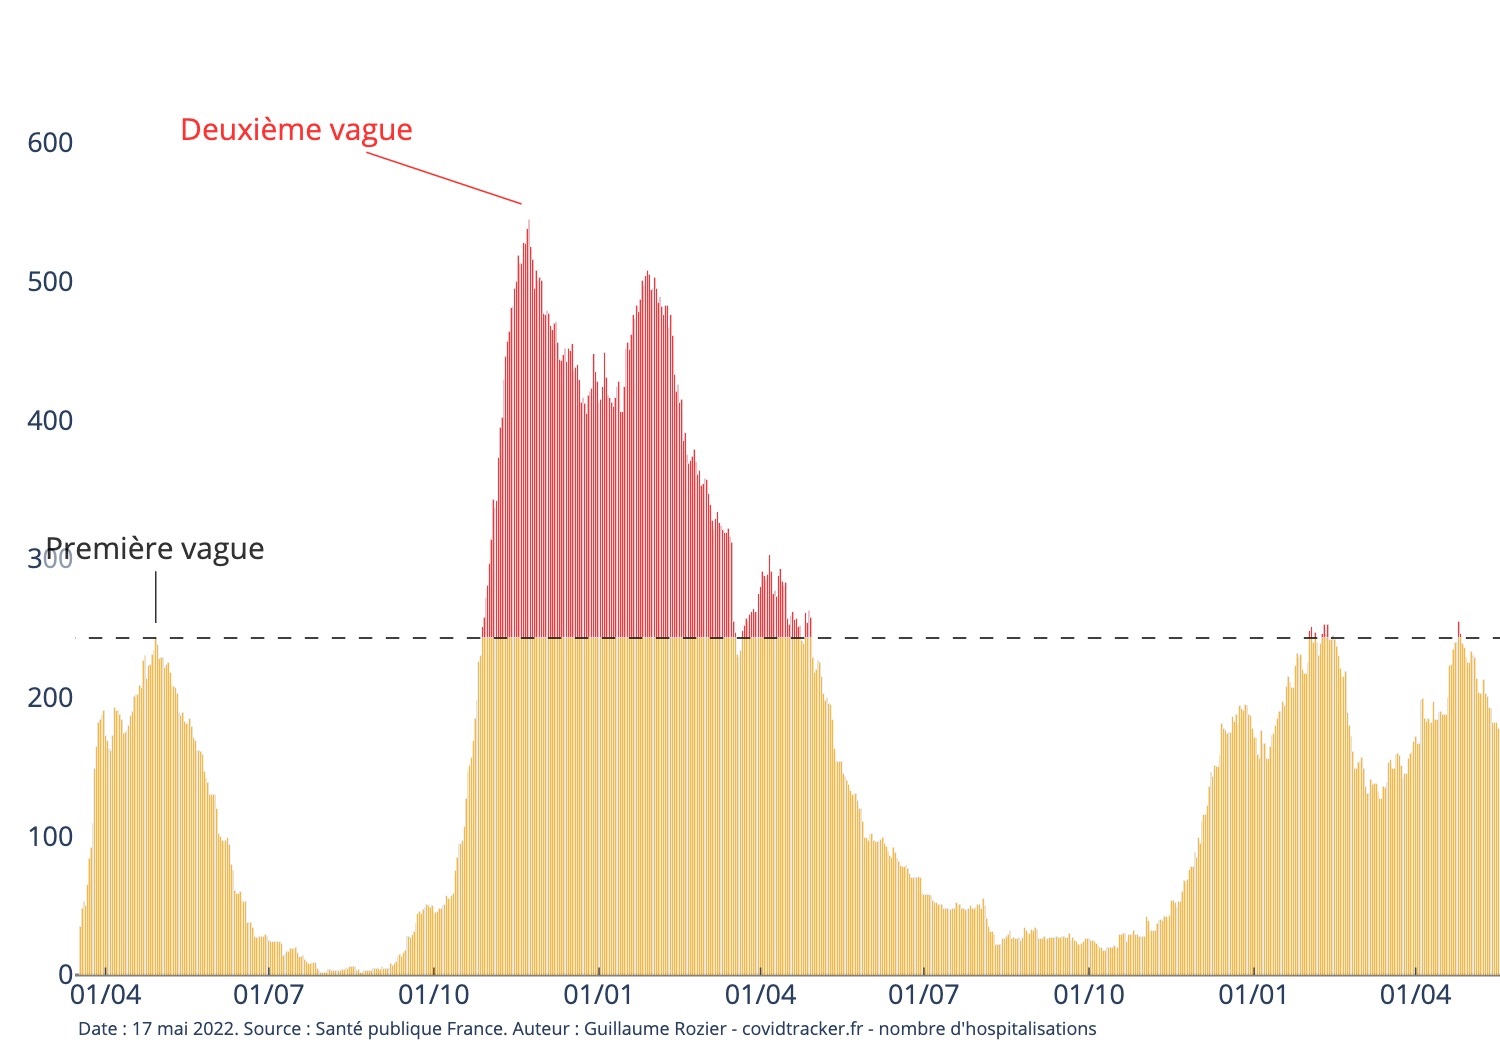 600
Deuxième vague
500
400
Première vague
300
200
100
0
01/04 01/07 01/10 01/01 01/04 01/07 01/10 01/01 01/04
Date : 17 mai 2022. Source : Santé publique France. Auteur : Guillaume Rozier - covidtracker.fr - nombre d'hospitalisations